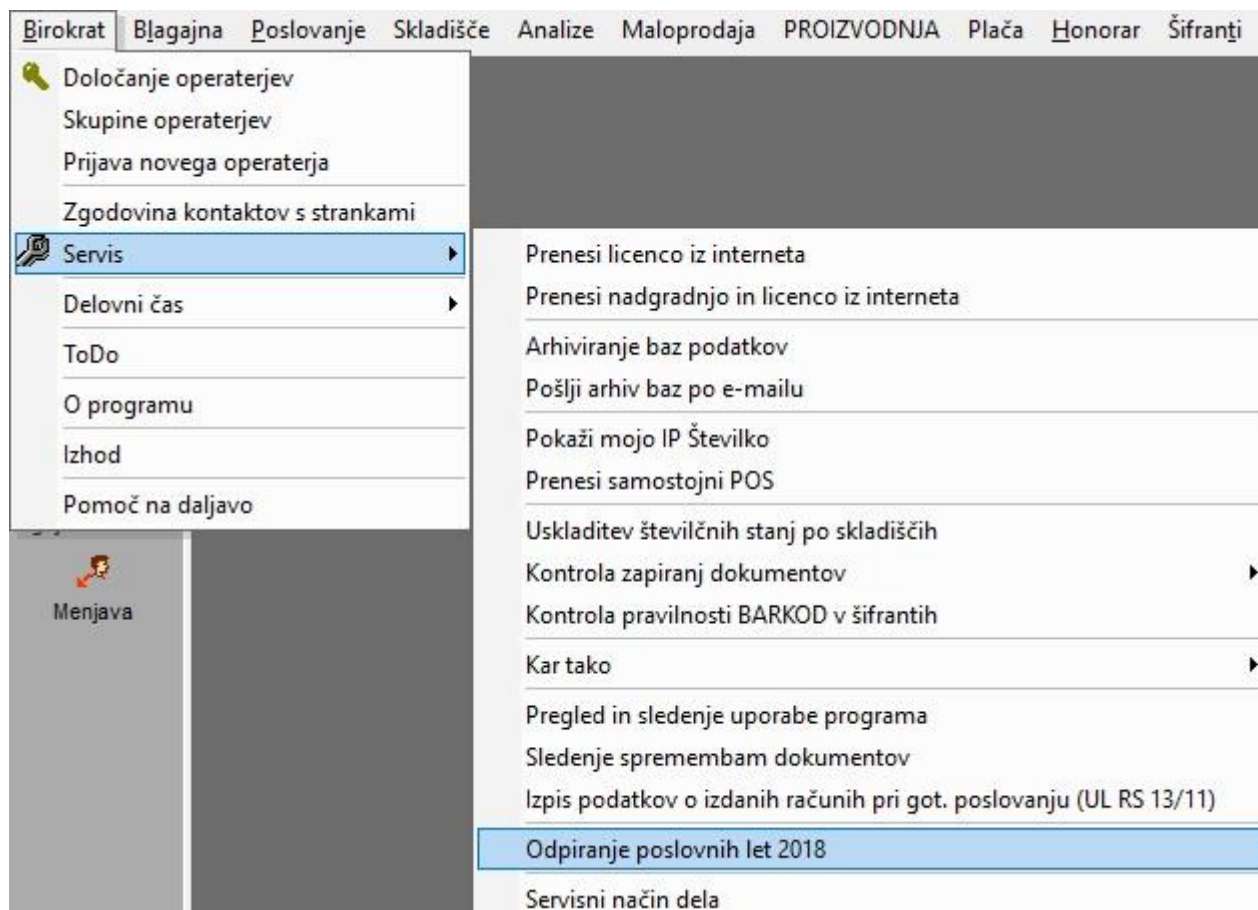 Birokrat Blagajna Poslovanje Skladišče Analize Maloprodaja PROIZVODNJA Plača Honorar Šifranti
Določanje operaterjev
Skupine operaterjev
Prijava novega operaterja
Zgodovina kontaktov s strankami
Servis
Delovni čas
ToDo
O programu
Izhod
Pomoč na daljavo
Menjava
Prenesi licenco iz interneta
Prenesi nadgradnjo in licenco iz interneta
Arhiviranje baz podatkov
Pošlji arhiv baz po e-mailu
Pokaži mojo IP Številko
Prenesi samostojni POS
Uskladitev številčnih stanj po skladiščih
Kontrola zapiranj dokumentov
Kontrola pravilnosti BARKOD v šifrantih
Kar tako
Pregled in sledenje uporabe programa
Sledenje spremembam dokumentov
Izpis podatkov o izdanih računih pri got. poslovanju (UL RS 13/11)
Odpiranje poslovnih let 2018
Servisni način dela